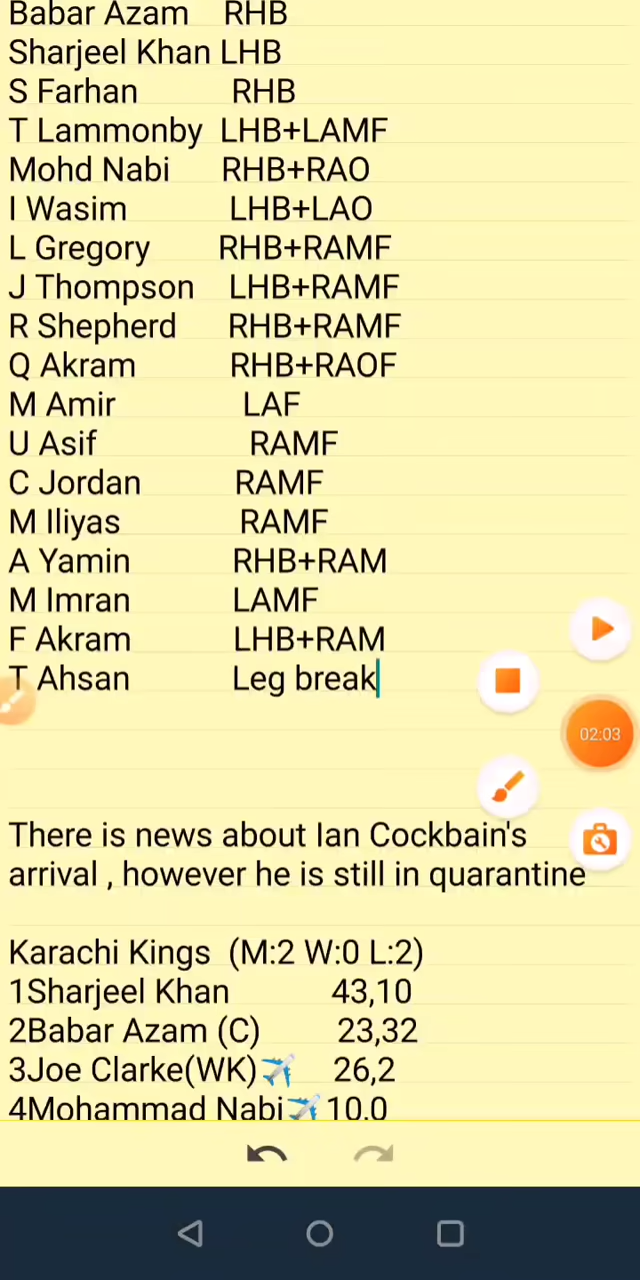 Babar Azam RHB
Sharjeel Khan LHB
S Farhan RHB
T Lammonby LHB+LAMF
Mohd Nabi RHB+RAO
I Wasim LHB+LAO
L Gregory RHB+RAMF
J Thompson LHB+RAMF
R Shepherd RHB+RAMF
Q Akram RHB+RAOF
M Amir LAF
U Asif RAMF
C Jordan RAMF
M Iliyas RAMF
A Yamin RHB+RAM
M Imran LAMF
F Akram LHB+RAM
T Ahsan Leg break
02:03
There is news about Ian Cockbain's
arrival , however he is still in quarantine
Karachi Kings (M:2 W:0 L:2)
1Sharjeel Khan 43,10
2Babar Azam (C) 23,32
3Joe Clarke(WK)✈️ 26,2
4Mohammad Nabi✈️10.0